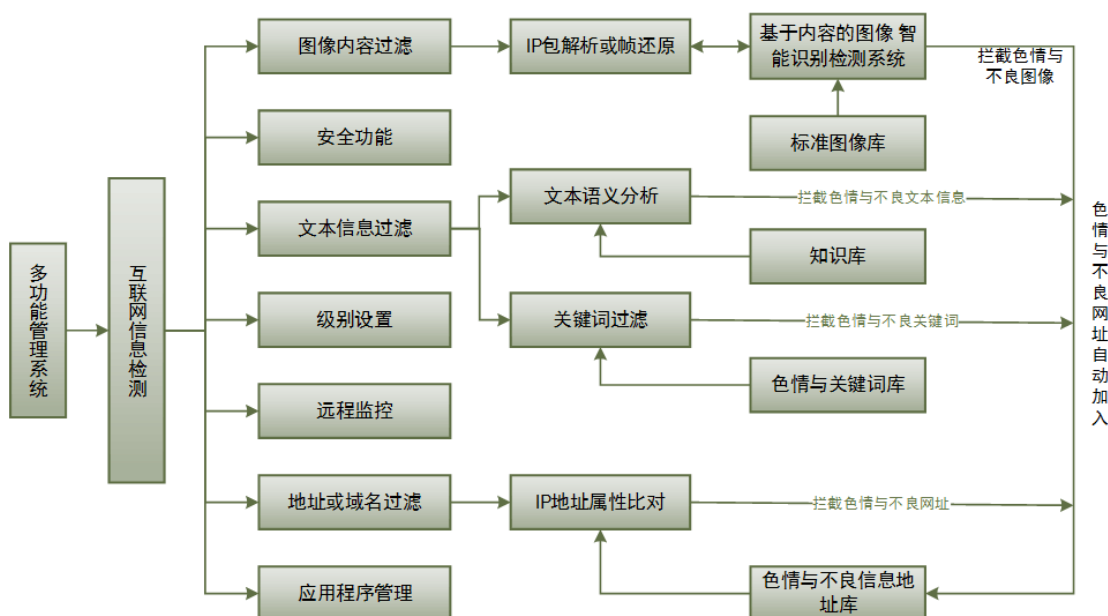 图像内容过滤
IP包解析或帧还原
基于内容的图像 智
能识别检测系统
拦截色情与
不良图像
安全功能
标准图像库
文本语义分析
拦截色情与不良文本信息
文本信息过滤
知识库
多功能管理系统
互联网信息检测
级别设置
关键词过滤
拦截色情与不良关键词
色情与不良网址自动加入
色情与关键词库
远程监控
地址或域名过滤
IP地址属性比对
拦截色情与不良网址
应用程序管理
色情与不良信息地
址库